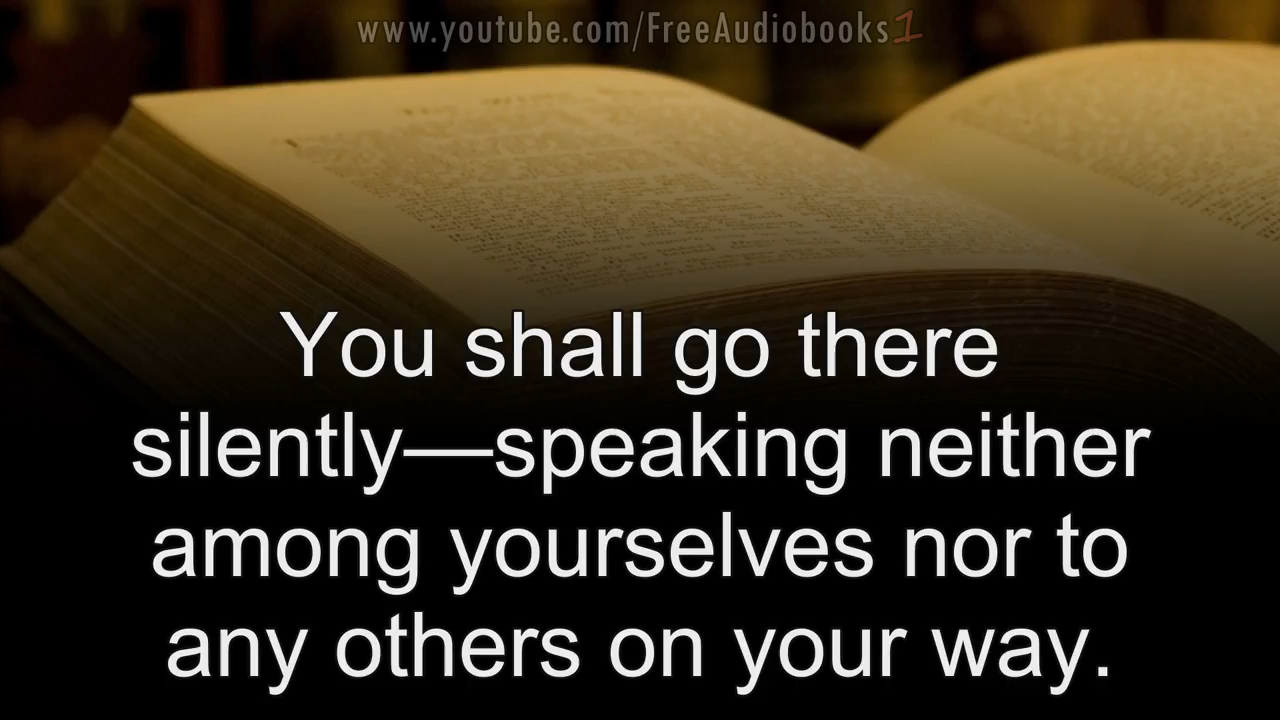 www.youtube.com/FreeAudiobooks1
You shall go there
silently—speaking neither
among yourselves nor to
any others on your way.